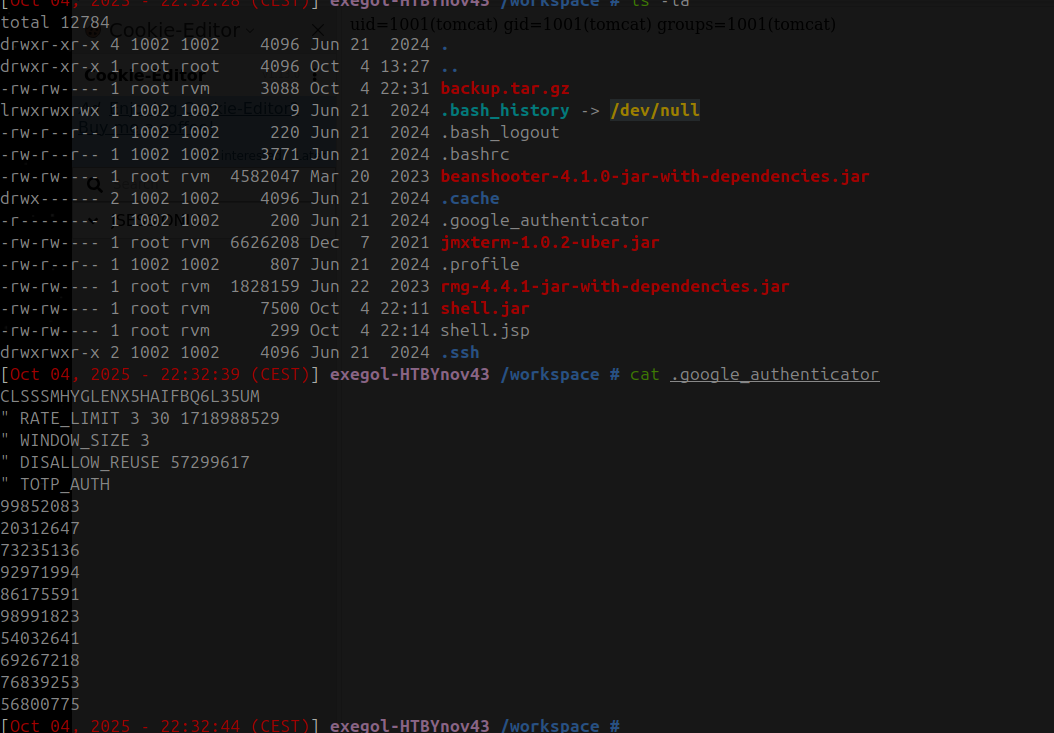 [Oct 04, 2025 - 22:32:28 (CEST)] exegol-HTBYnov43 /workspace # ls -la
total 12784
drwxr-xr-x 4 1002 1002    4096 Jun 21  2024 .
drwxr-xr-x 1 root root    4096 Oct  4 13:27 ..
-rw-rw---- 1 root rvm     3088 Oct  4 22:31 backup.tar.gz
lrwxrwxrwx 1 1002 1002       9 Jun 21  2024 .bash_history -> /dev/null
-rw-r--r-- 1 1002 1002     220 Jun 21  2024 .bash_logout
-rw-r--r-- 1 1002 1002    3771 Jun 21  2024 .bashrc
-rw-rw---- 1 root rvm  4582047 Mar 20  2023 beanshooter-4.1.0-jar-with-dependencies.jar
drwx------ 2 1002 1002    4096 Jun 21  2024 .cache
-r-------- 1 1002 1002     200 Jun 21  2024 .google_authenticator
-rw-rw---- 1 root rvm  6626208 Dec  7  2021 jmxterm-1.0.2-uber.jar
-rw-r--r-- 1 1002 1002     807 Jun 21  2024 .profile
-rw-rw---- 1 root rvm  1828159 Jun 22  2023 rmg-4.4.1-jar-with-dependencies.jar
-rw-rw---- 1 root rvm     7500 Oct  4 22:11 shell.jar
-rw-rw---- 1 root rvm      299 Oct  4 22:14 shell.jsp
drwxrwxr-x 2 1002 1002    4096 Jun 21  2024 .ssh
[Oct 04, 2025 - 22:32:39 (CEST)] exegol-HTBYnov43 /workspace # cat .google_authenticator
CLSSSMHYGLENX5HAIFBQ6L35UM
" RATE_LIMIT 3 30 1718988529
" WINDOW_SIZE 3
" DISALLOW_REUSE 57299617
" TOTP_AUTH
99852083
20312647
73235136
92971994
86175591
98991823
54032641
69267218
76839253
56800775
[Oct 04, 2025 - 22:32:44 (CEST)] exegol-HTBYnov43 /workspace #
uid=1001(tomcat) gid=1001(tomcat) groups=1001(tomcat)
Cookie-Editor
Cookie-Editor